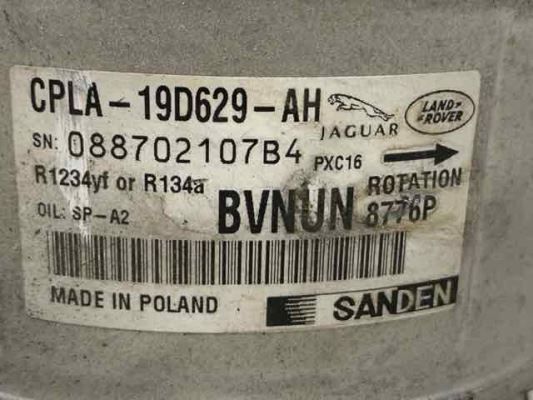 CPLA-19D629-AH
JAGUAR
LAND-
-ROVER
SN: 088702107B4 PXC16
R1234yf or R134a
ROTATION
OIL: SP-A2
BVNUN 8776P
MADE IN POLAND
SANDEN